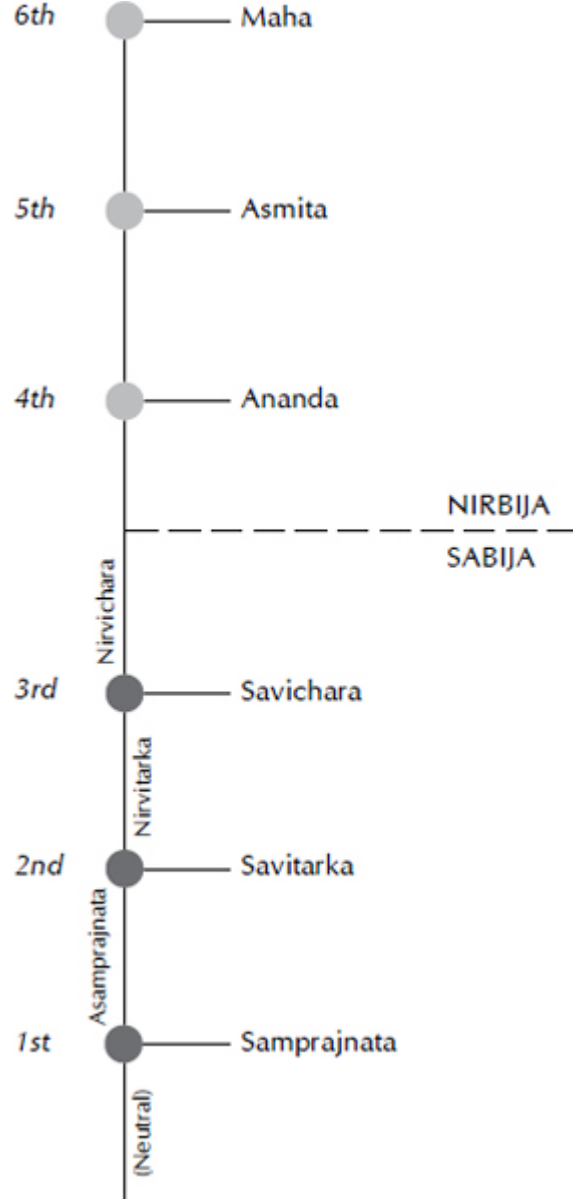 6th Maha
5th Asmita
4th Ananda
NIRBIJA
SABIJA
Nirvichara
3rd Savichara
Nirvitarka
2nd Savitarka
Asamprajnata
1st Samprajnata
(Neutral)